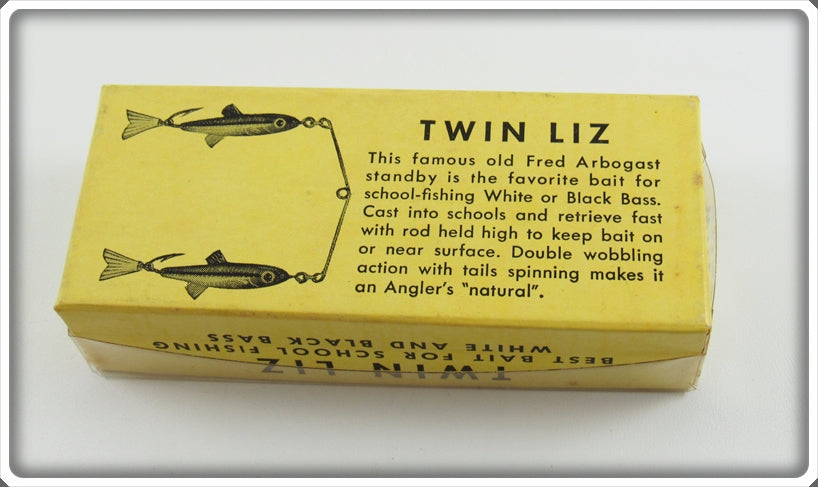 TWIN LIZ
This famous old Fred Arbogast
standby is the favorite bait for
school-fishing White or Black Bass.
Cast into schools and retrieve fast
with rod held high to keep bait on
or near surface. Double wobbling
action with tails spinning makes it
an Angler's "natural".
TWIN LIZ
BEST BAIT FOR SCHOOL FISHING
WHITE AND BLACK BASS